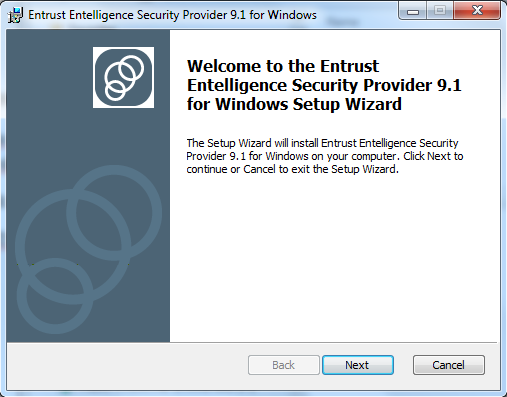 Entrust Entelligence Security Provider 9.1 for Windows
Welcome to the Entrust
Entelligence Security Provider 9.1
for Windows Setup Wizard
The Setup Wizard will install Entrust Entelligence Security
Provider 9.1 for Windows on your computer. Click Next to
continue or Cancel to exit the Setup Wizard.
Back
Next
Cancel